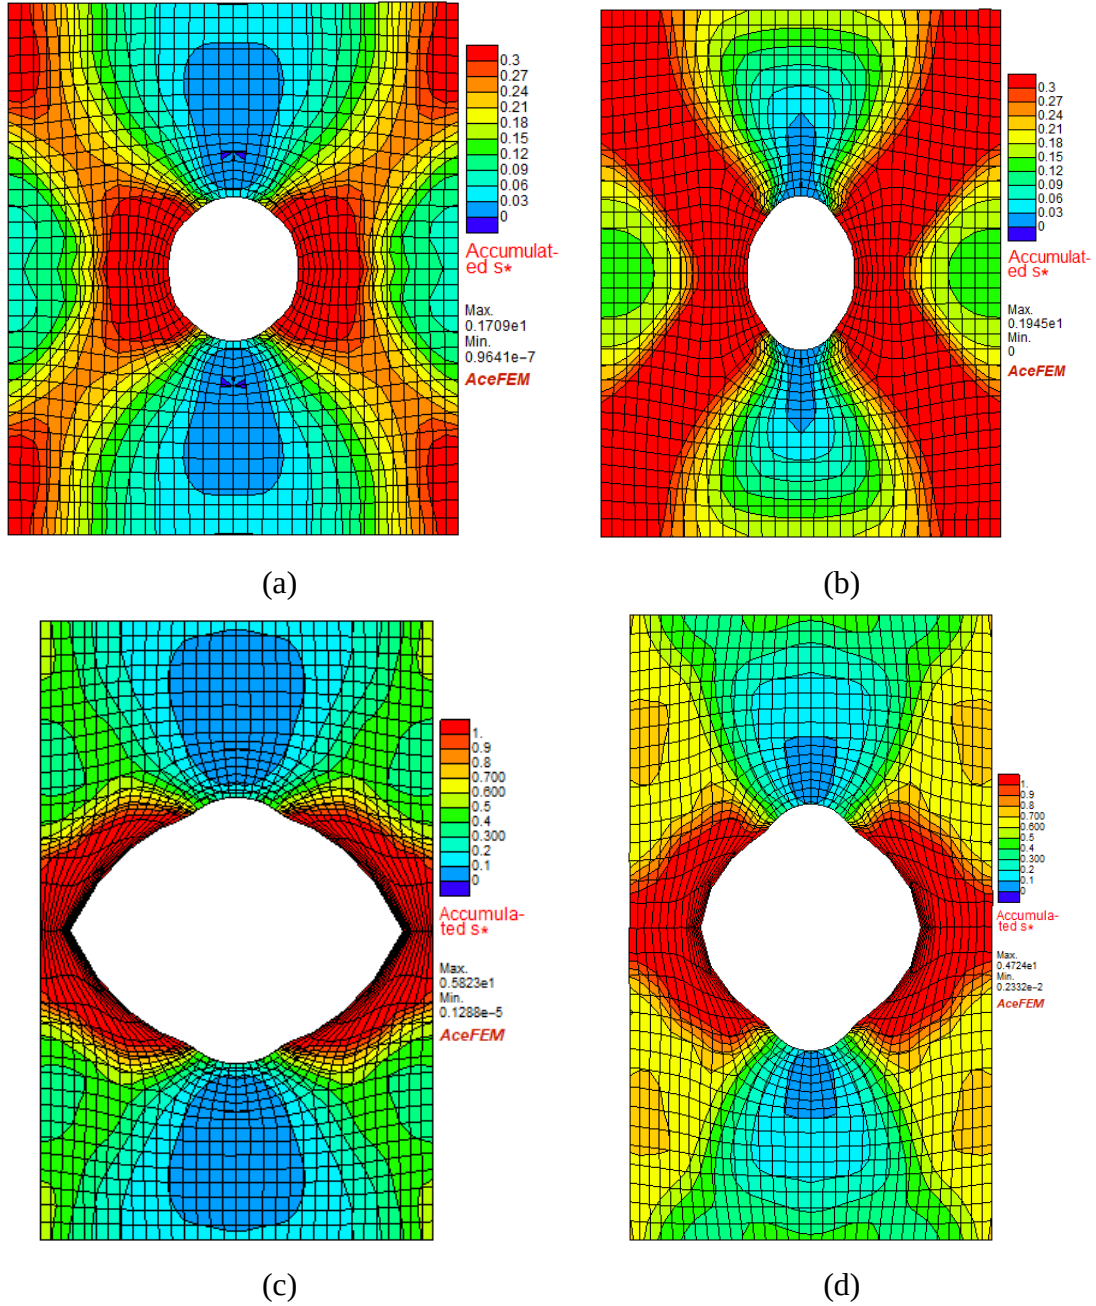 0.3
0.27
0.24
0.21
0.18
0.15
0.12
0.09
0.06
0.03
0
Accumulat-
ed s*
Max.
0.1709e1
Min.
0.9641e-7
AceFEM
(a)
0.3
0.27
0.24
0.21
0.18
0.15
0.12
0.09
0.06
0.03
0
Accumulat-
ed s*
Max.
0.1945e1
Min.
0
AceFEM
(b)
1.
0.9
0.8
0.700
0.600
0.5
0.4
0.300
0.2
0.1
0
Accumula-
ted s*
Max.
0.5823e1
Min.
0.1288e-5
AceFEM
(c)
1.
0.9
0.8
0.700
0.600
0.5
0.4
0.300
0.2
0.1
0
Accumula-
ted s*
Max.
0.4724e1
Min.
0.2332e-2
AceFEM
(d)